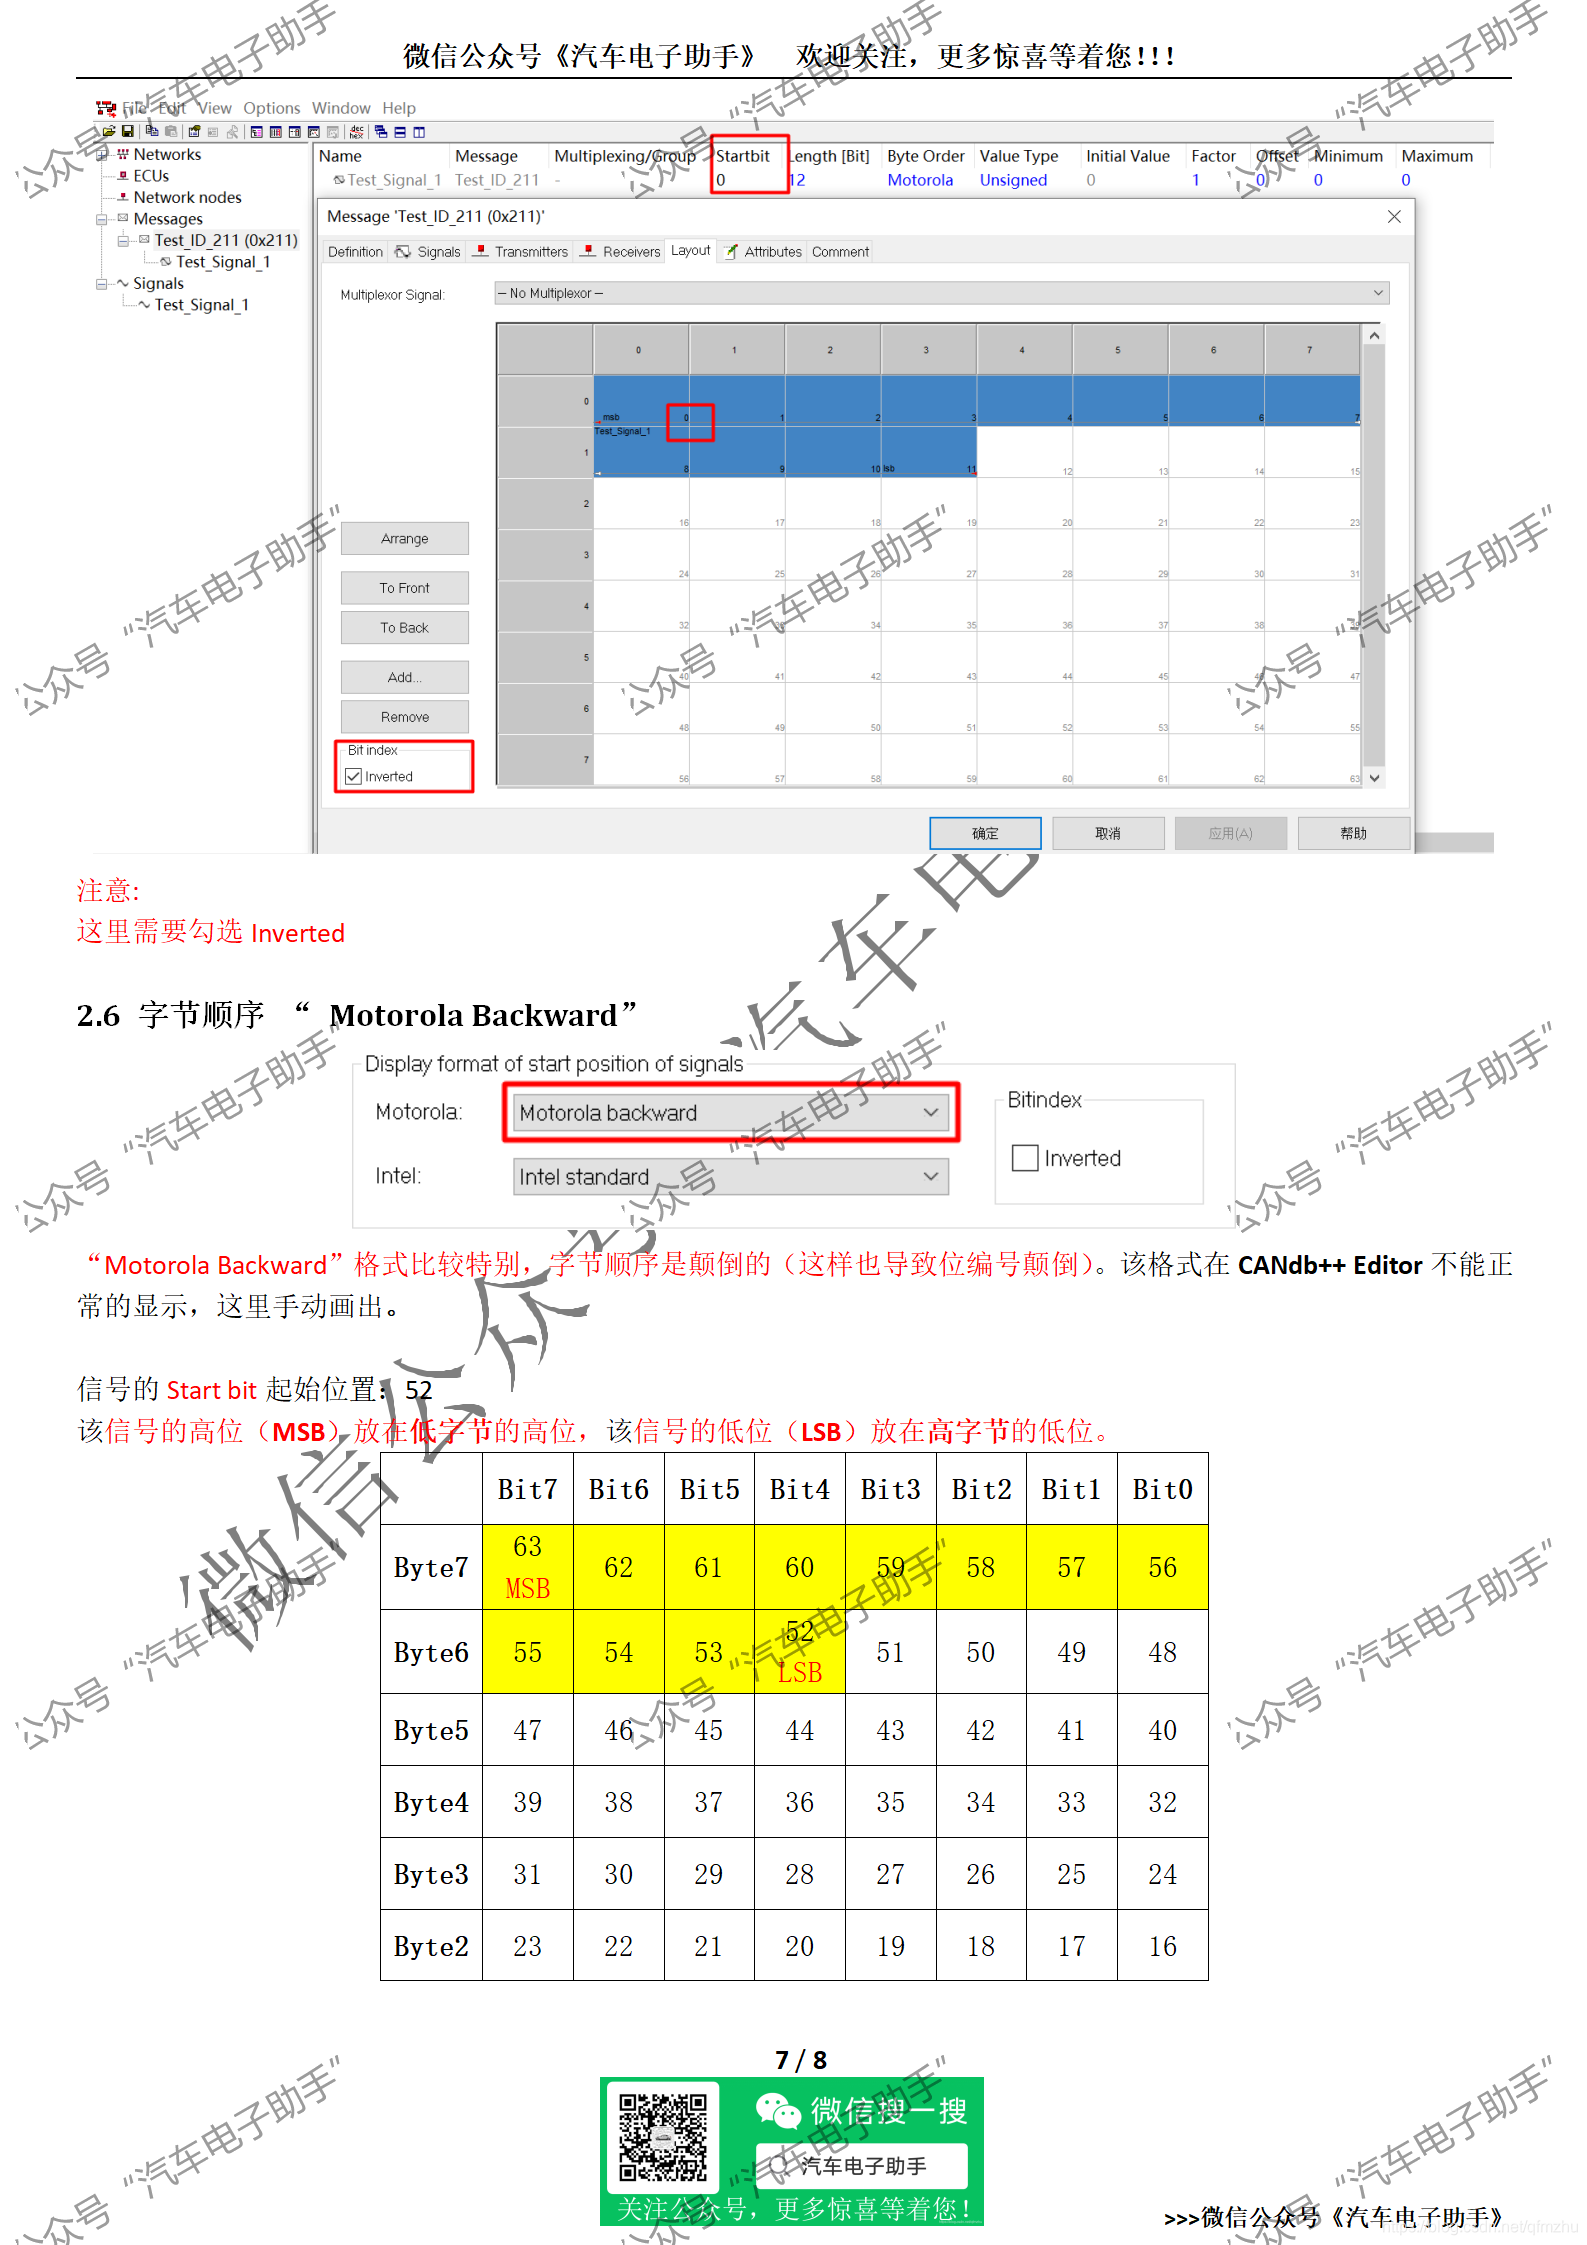 微信公众号《汽车电子助手》 欢迎关注，更多惊喜等着您!!!
File Edit View Options Window Help
Networks
ECUs
Network nodes
Messages
Test_ID_211 (0x211)
Test_Signal_1
Signals
Test_Signal_1
Name Message Multiplexing/Group Startbit Length [Bit] Byte Order Value Type Initial Value Factor Offset Minimum Maximum
Test_Signal_1 Test_ID_211 - 0 12 Motorola Unsigned 0 1 0 0 0
Message 'Test_ID_211 (0x211)'
Definition Signals Transmitters Receivers Layout Attributes Comment
Multiplexor Signal: -- No Multiplexor --
0 1 2 3 4 5 6 7
0 msb 0 1 2 3 4 5 6 7
Test_Signal_1
1 8 9 10 lsb 11 12 13 14 15
2 16 17 18 19 20 21 22 23
3 24 25 26 27 28 29 30 31
4 32 33 34 35 36 37 38 39
5 40 41 42 43 44 45 46 47
6 48 49 50 51 52 53 54 55
7 56 57 58 59 60 61 62 63
Arrange
To Front
To Back
Add...
Remove
Bit index
Inverted
确定 取消 应用(A) 帮助
注意:
这里需要勾选 Inverted
2.6 字节顺序 “ Motorola Backward”
Display format of start position of signals
Motorola: Motorola backward
Intel: Intel standard
Bitindex
Inverted
“Motorola Backward”格式比较特别，字节顺序是颠倒的（这样也导致位编号颠倒）。该格式在 CANdb++ Editor 不能正
常的显示，这里手动画出。
信号的 Start bit 起始位置：52
该信号的高位（MSB）放在低字节的高位，该信号的低位（LSB）放在高字节的低位。
Bit7 Bit6 Bit5 Bit4 Bit3 Bit2 Bit1 Bit0
Byte7 63 MSB 62 61 60 59 58 57 56
Byte6 55 54 53 52 LSB 51 50 49 48
Byte5 47 46 45 44 43 42 41 40
Byte4 39 38 37 36 35 34 33 32
Byte3 31 30 29 28 27 26 25 24
Byte2 23 22 21 20 19 18 17 16
7 / 8
微信搜一搜
汽车电子助手
关注公众号，更多惊喜等着您！
>>>微信公众号《汽车电子助手》
公众号 “汽车电子助手”
微信公众号：汽车电